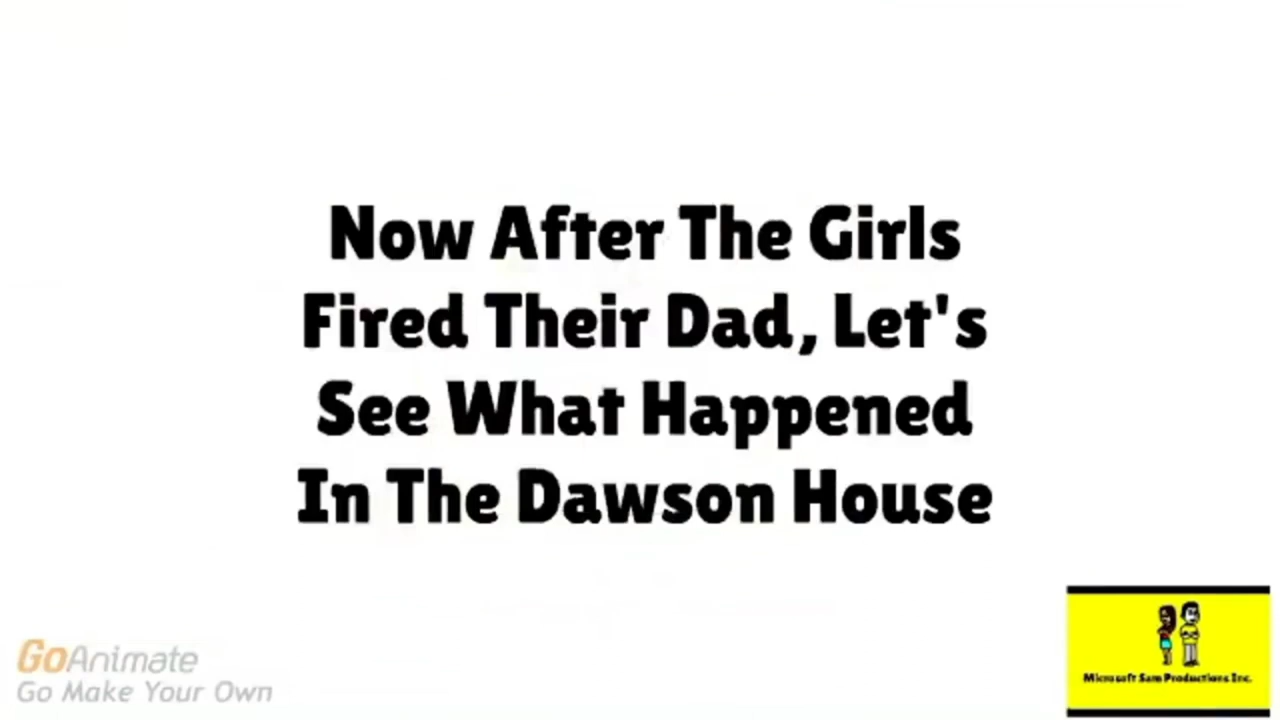 Now After The Girls
Fired Their Dad, Let's
See What Happened
In The Dawson House
GoAnimate
Go Make Your Own
Microsoft Sam Productions Inc.